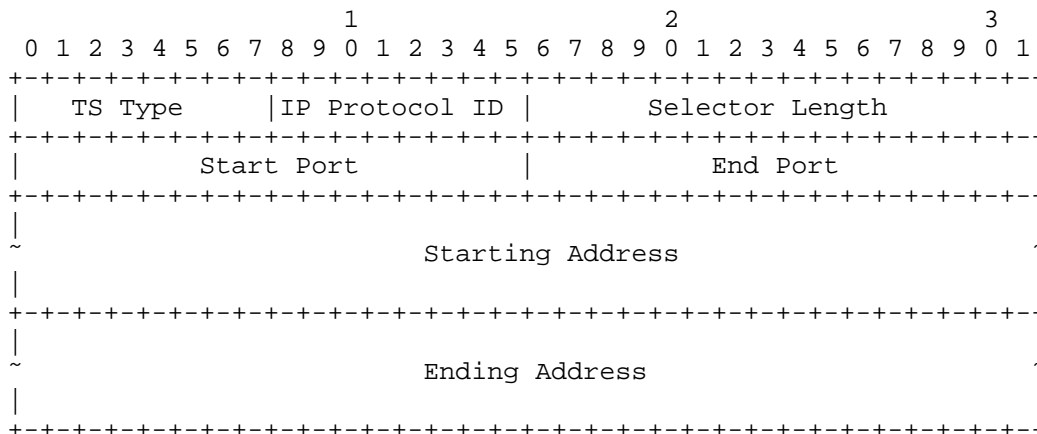 1                   2                   3
 0 1 2 3 4 5 6 7 8 9 0 1 2 3 4 5 6 7 8 9 0 1 2 3 4 5 6 7 8 9 0 1
+-+-+-+-+-+-+-+-+-+-+-+-+-+-+-+-+-+-+-+-+-+-+-+-+-+-+-+-+-+-+-+-
|   TS Type     |IP Protocol ID |       Selector Length
+-+-+-+-+-+-+-+-+-+-+-+-+-+-+-+-+-+-+-+-+-+-+-+-+-+-+-+-+-+-+-+-
|           Start Port          |           End Port
+-+-+-+-+-+-+-+-+-+-+-+-+-+-+-+-+-+-+-+-+-+-+-+-+-+-+-+-+-+-+-+-
|
~                         Starting Address                      ~
|
+-+-+-+-+-+-+-+-+-+-+-+-+-+-+-+-+-+-+-+-+-+-+-+-+-+-+-+-+-+-+-+-
|
~                         Ending Address                        ~
|
+-+-+-+-+-+-+-+-+-+-+-+-+-+-+-+-+-+-+-+-+-+-+-+-+-+-+-+-+-+-+-+-